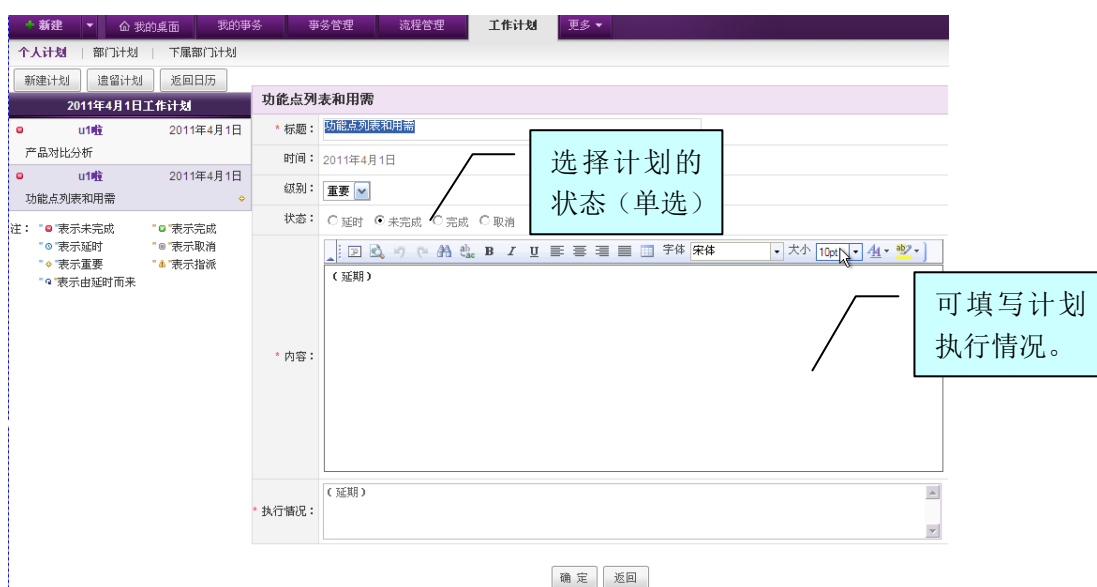 新建 我的桌面 我的事务 事务管理 流程管理 工作计划 更多
个人计划 | 部门计划 | 下属部门计划
新建计划 遗留计划 返回日历
2011年4月1日工作计划
u1啦 2011年4月1日
产品对比分析
u1啦 2011年4月1日
功能点列表和用需
注： "表示未完成 "表示完成
"表示延时 "表示取消
"表示重要 "表示指派
"表示由延时而来
功能点列表和用需
* 标题： 功能点列表和用需
时间： 2011年4月1日
级别： 重要
状态： 延时 未完成 完成 取消
B I U 字体 宋体 大小 10pt
* 内容：
（延期）
* 执行情况：
（延期）
确 定 返回
选择计划的
状态（单选）
可填写计划
执行情况。